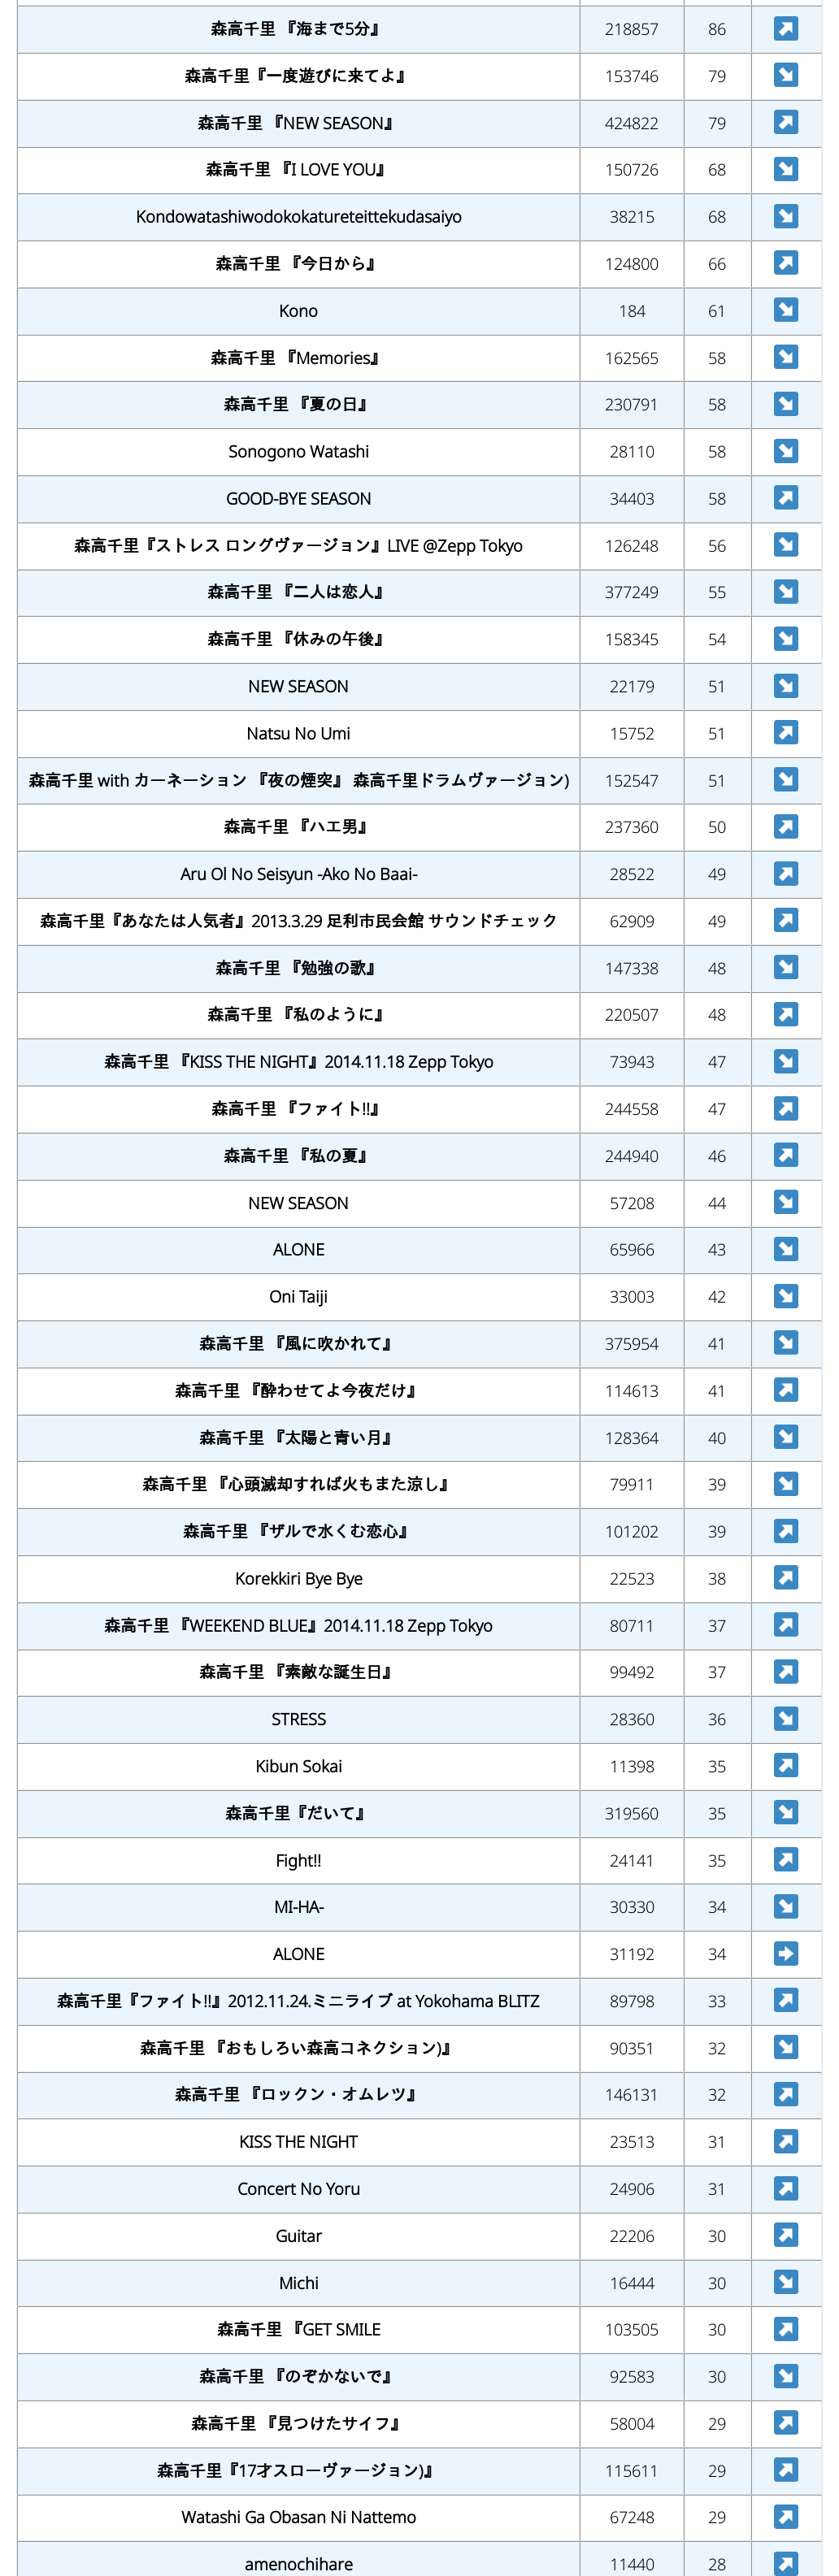 森高千里 『海まで5分』 218857 86
森高千里『一度遊びに来てよ』 153746 79
森高千里 『NEW SEASON』 424822 79
森高千里 『I LOVE YOU』 150726 68
Kondowatashiwodokokatureteittekudasaiyo 38215 68
森高千里 『今日から』 124800 66
Kono 184 61
森高千里 『Memories』 162565 58
森高千里 『夏の日』 230791 58
Sonogono Watashi 28110 58
GOOD-BYE SEASON 34403 58
森高千里『ストレス ロングヴァージョン』LIVE @Zepp Tokyo 126248 56
森高千里 『二人は恋人』 377249 55
森高千里 『休みの午後』 158345 54
NEW SEASON 22179 51
Natsu No Umi 15752 51
森高千里 with カーネーション 『夜の煙突』 森高千里ドラムヴァージョン) 152547 51
森高千里 『ハエ男』 237360 50
Aru Ol No Seisyun -Ako No Baai- 28522 49
森高千里『あなたは人気者』2013.3.29 足利市民会館 サウンドチェック 62909 49
森高千里 『勉強の歌』 147338 48
森高千里 『私のように』 220507 48
森高千里 『KISS THE NIGHT』2014.11.18 Zepp Tokyo 73943 47
森高千里 『ファイト!!』 244558 47
森高千里 『私の夏』 244940 46
NEW SEASON 57208 44
ALONE 65966 43
Oni Taiji 33003 42
森高千里 『風に吹かれて』 375954 41
森高千里 『酔わせてよ今夜だけ』 114613 41
森高千里 『太陽と青い月』 128364 40
森高千里 『心頭滅却すれば火もまた涼し』 79911 39
森高千里 『ザルで水くむ恋心』 101202 39
Korekkiri Bye Bye 22523 38
森高千里 『WEEKEND BLUE』2014.11.18 Zepp Tokyo 80711 37
森高千里 『素敵な誕生日』 99492 37
STRESS 28360 36
Kibun Sokai 11398 35
森高千里『だいて』 319560 35
Fight!! 24141 35
MI-HA- 30330 34
ALONE 31192 34
森高千里『ファイト!!』2012.11.24.ミニライブ at Yokohama BLITZ 89798 33
森高千里 『おもしろい森高コネクション)』 90351 32
森高千里 『ロックン・オムレツ』 146131 32
KISS THE NIGHT 23513 31
Concert No Yoru 24906 31
Guitar 22206 30
Michi 16444 30
森高千里 『GET SMILE 103505 30
森高千里 『のぞかないで』 92583 30
森高千里 『見つけたサイフ』 58004 29
森高千里『17才スローヴァージョン)』 115611 29
Watashi Ga Obasan Ni Nattemo 67248 29
amenochihare 11440 28